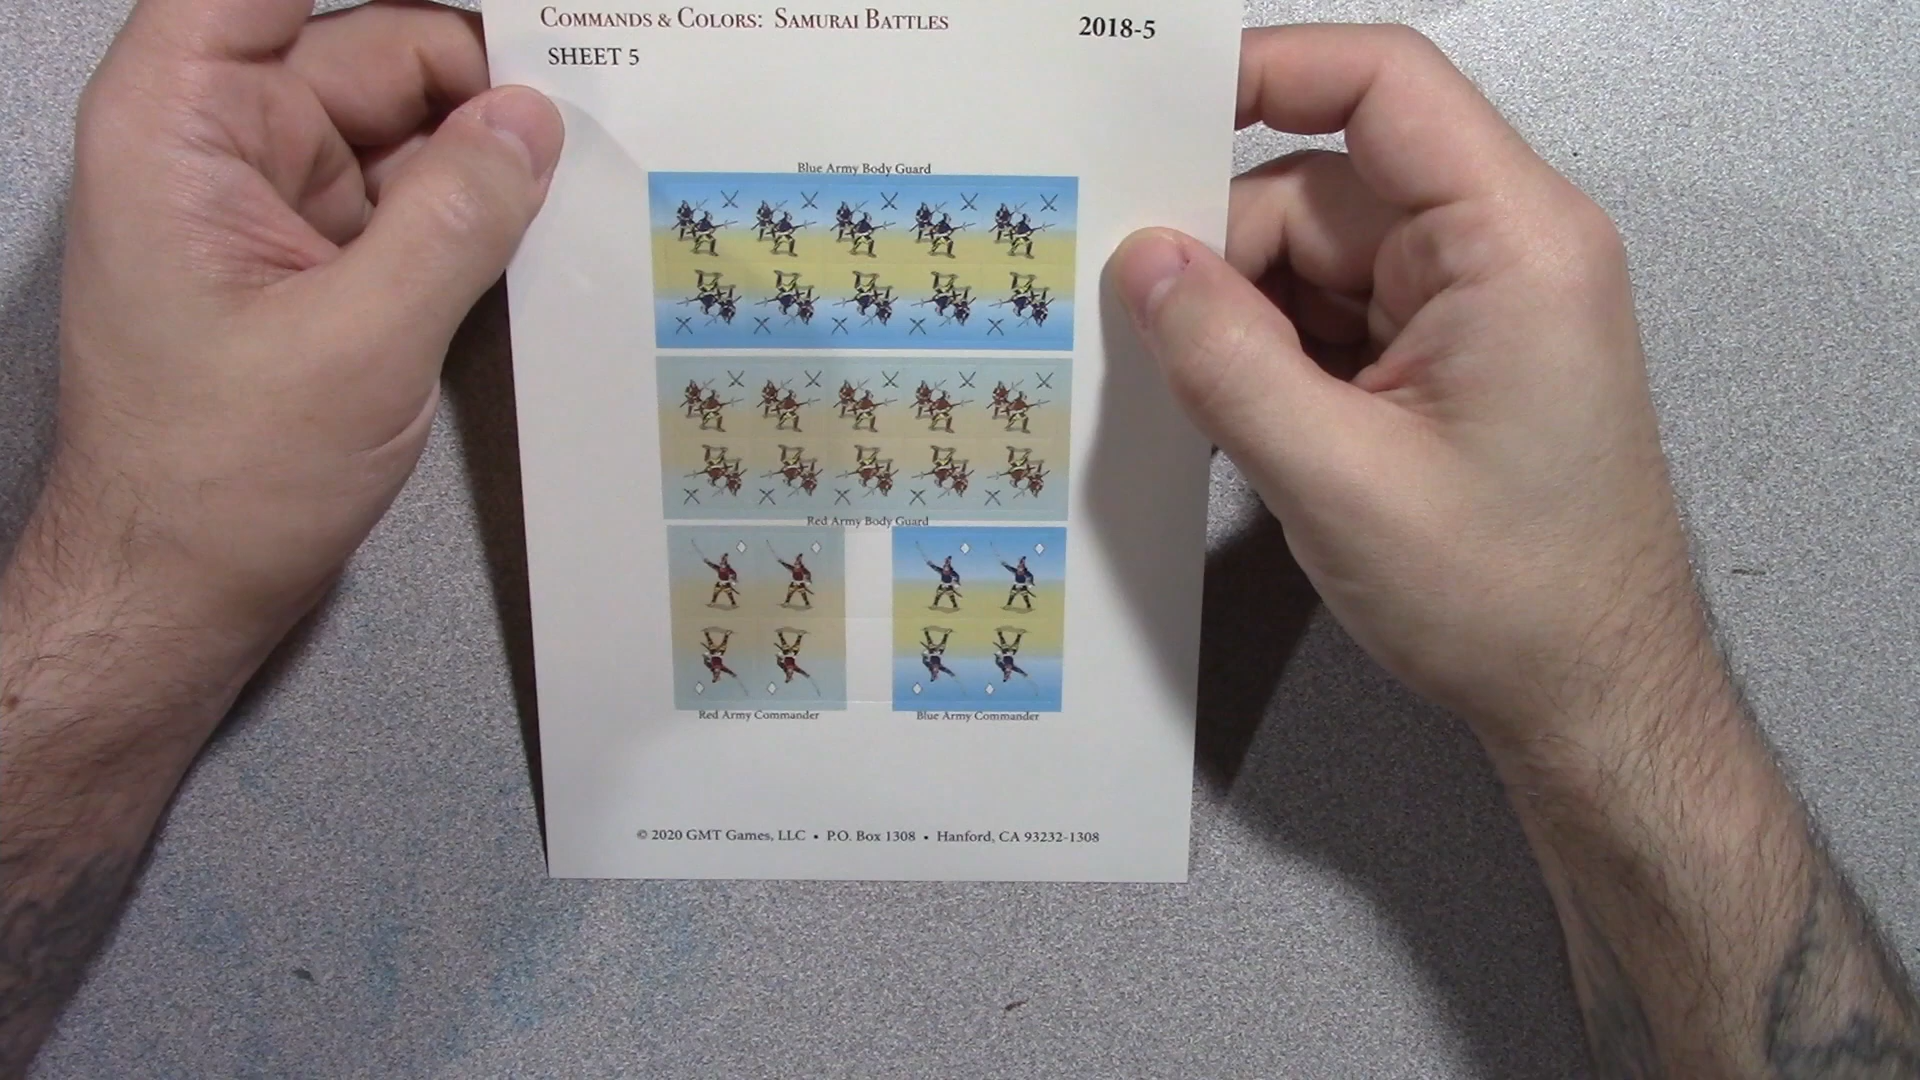 COMMANDS & COLORS: SAMURAI BATTLES
2018-5
SHEET 5
Blue Army Body Guard
Red Army Body Guard
Red Army Commander
Blue Army Commander
© 2020 GMT Games, LLC • P.O. Box 1308 • Hanford, CA 93232-1308